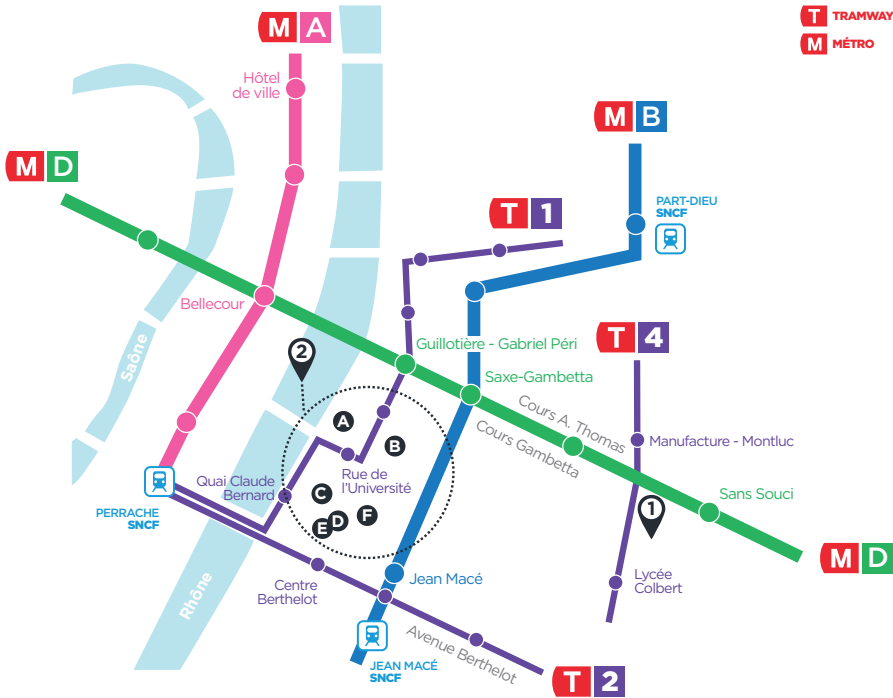 T TRAMWAY
M MÉTRO
M A
Hôtel
de ville
M B
M D
PART-DIEU
SNCF
T 1
Bellecour
Guillotière - Gabriel Péri
T 4
Saône
2
Saxe-Gambetta
Cours A. Thomas
Cours Gambetta
A
B
Manufacture - Montluc
Rue de
l'Université
Quai Claude
Bernard
C
D
E
F
Sans Souci
1
PERRACHE
SNCF
Rhône
Centre
Berthelot
Jean Macé
Lycée
Colbert
M D
Avenue Berthelot
JEAN MACÉ
SNCF
T 2